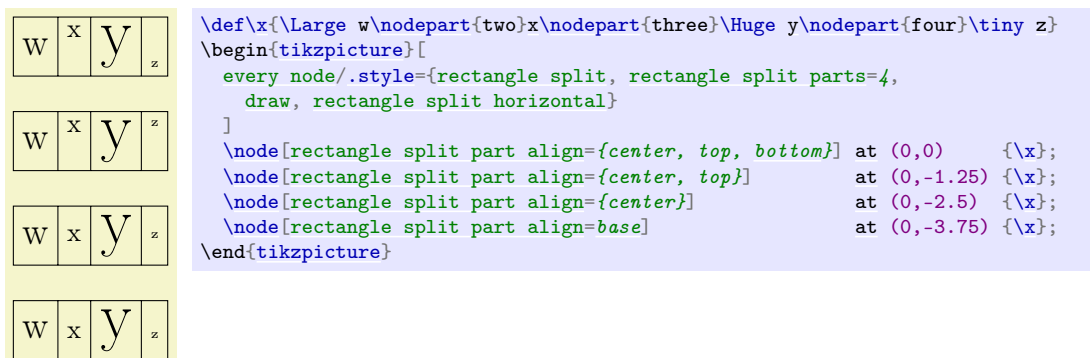 w x y z
w x y z
w x y z
w x y z
\def\x{\Large w\nodepart{two}x\nodepart{three}\Huge y\nodepart{four}\tiny z}
\begin{tikzpicture}[
  every node/.style={rectangle split, rectangle split parts=4,
    draw, rectangle split horizontal}
  ]
  \node[rectangle split part align={center, top, bottom}] at (0,0)     {\x};
  \node[rectangle split part align={center, top}]         at (0,-1.25) {\x};
  \node[rectangle split part align={center}]              at (0,-2.5)  {\x};
  \node[rectangle split part align=base]                  at (0,-3.75) {\x};
\end{tikzpicture}